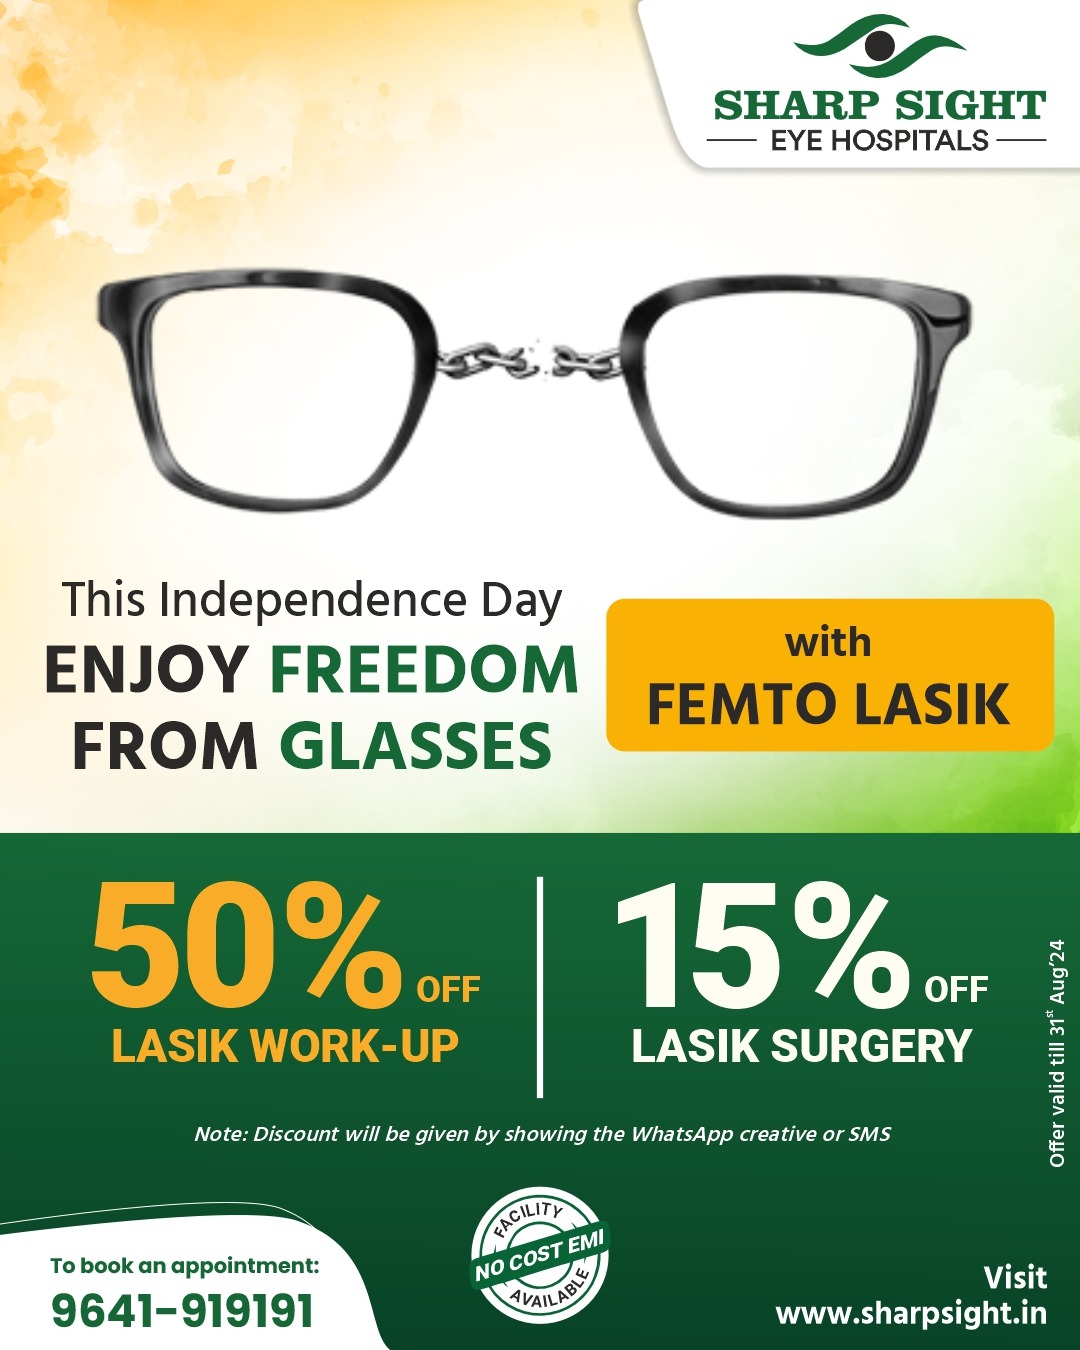 SHARP SIGHT
EYE HOSPITALS
This Independence Day
ENJOY FREEDOM
FROM GLASSES
with
FEMTO LASIK
50% OFF
LASIK WORK-UP
15% OFF
LASIK SURGERY
Offer valid till 31st Aug'24
Note: Discount will be given by showing the WhatsApp creative or SMS
FACILITY
NO COST EMI
AVAILABLE
To book an appointment:
9641-919191
Visit
www.sharpsight.in